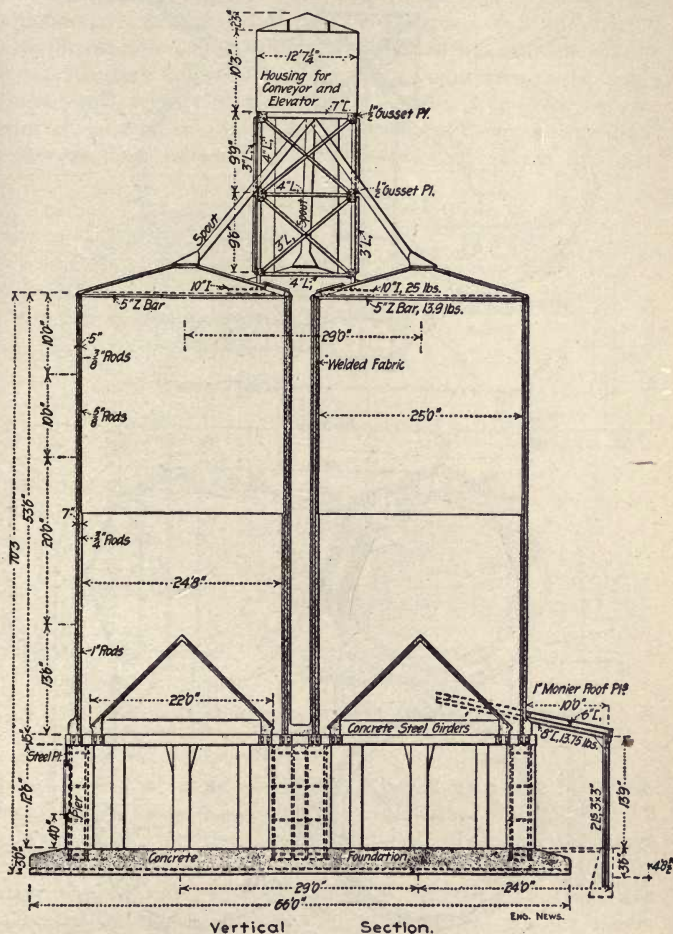 2'3"
12'7¼"
10'3"
Housing for
Conveyor and
Elevator
7"I.
½" Gusset Pl.
9'9"
3"L,
4"L,
4"L,
½" Gusset Pl.
Spout
Spout
9'6"
3"L,
3"L,
4"L,
10"I
10"I, 25 lbs.
5"Z Bar
5"Z Bar, 13.9 lbs.
29'0"
10'0"
5"
⅜" Rods
Welded Fabric
10'0"
⅝" Rods
25'0"
53'6"
70'3"
7"
20'0"
¾" Rods
24'8"
1" Rods
13'6"
22'0"
1" Monier Roof Pl.
10'0"
6"L,
Concrete Steel Girders
8"L, 13.75 lbs.
Steel Pl.
12'6"
Pier
13'9"
4'0"
Concrete Foundation
3'0"
3'6"
4'8½"
29'0"
24'0"
66'0"
ENG. NEWS.
Vertical Section.